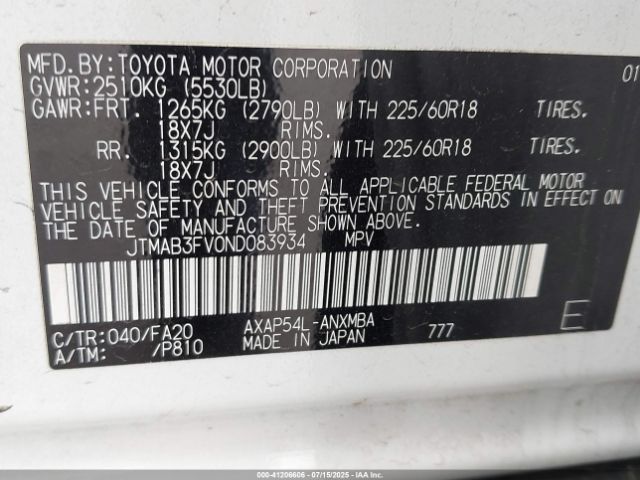 MFD.BY:TOYOTA MOTOR CORPORATION 01
GVWR:2510KG (5530LB)
GAWR:FRT. 1265KG (2790LB) WITH 225/60R18 TIRES.
18X7J RIMS.
RR. 1315KG (2900LB) WITH 225/60R18 TIRES.
18X7J RIMS.
THIS VEHICLE CONFORMS TO ALL APPLICABLE FEDERAL MOTOR
VEHICLE SAFETY AND THEFT PREVENTION STANDARDS IN EFFECT ON
THE DATE OF MANUFACTURE SHOWN ABOVE.
JTMAB3FV0ND083934 MPV
C/TR:040/FA20 AXAP54L-ANXMBA 777 E
A/TM: /P810 MADE IN JAPAN
000-41206606 - 07/15/2025 - IAAI.COM